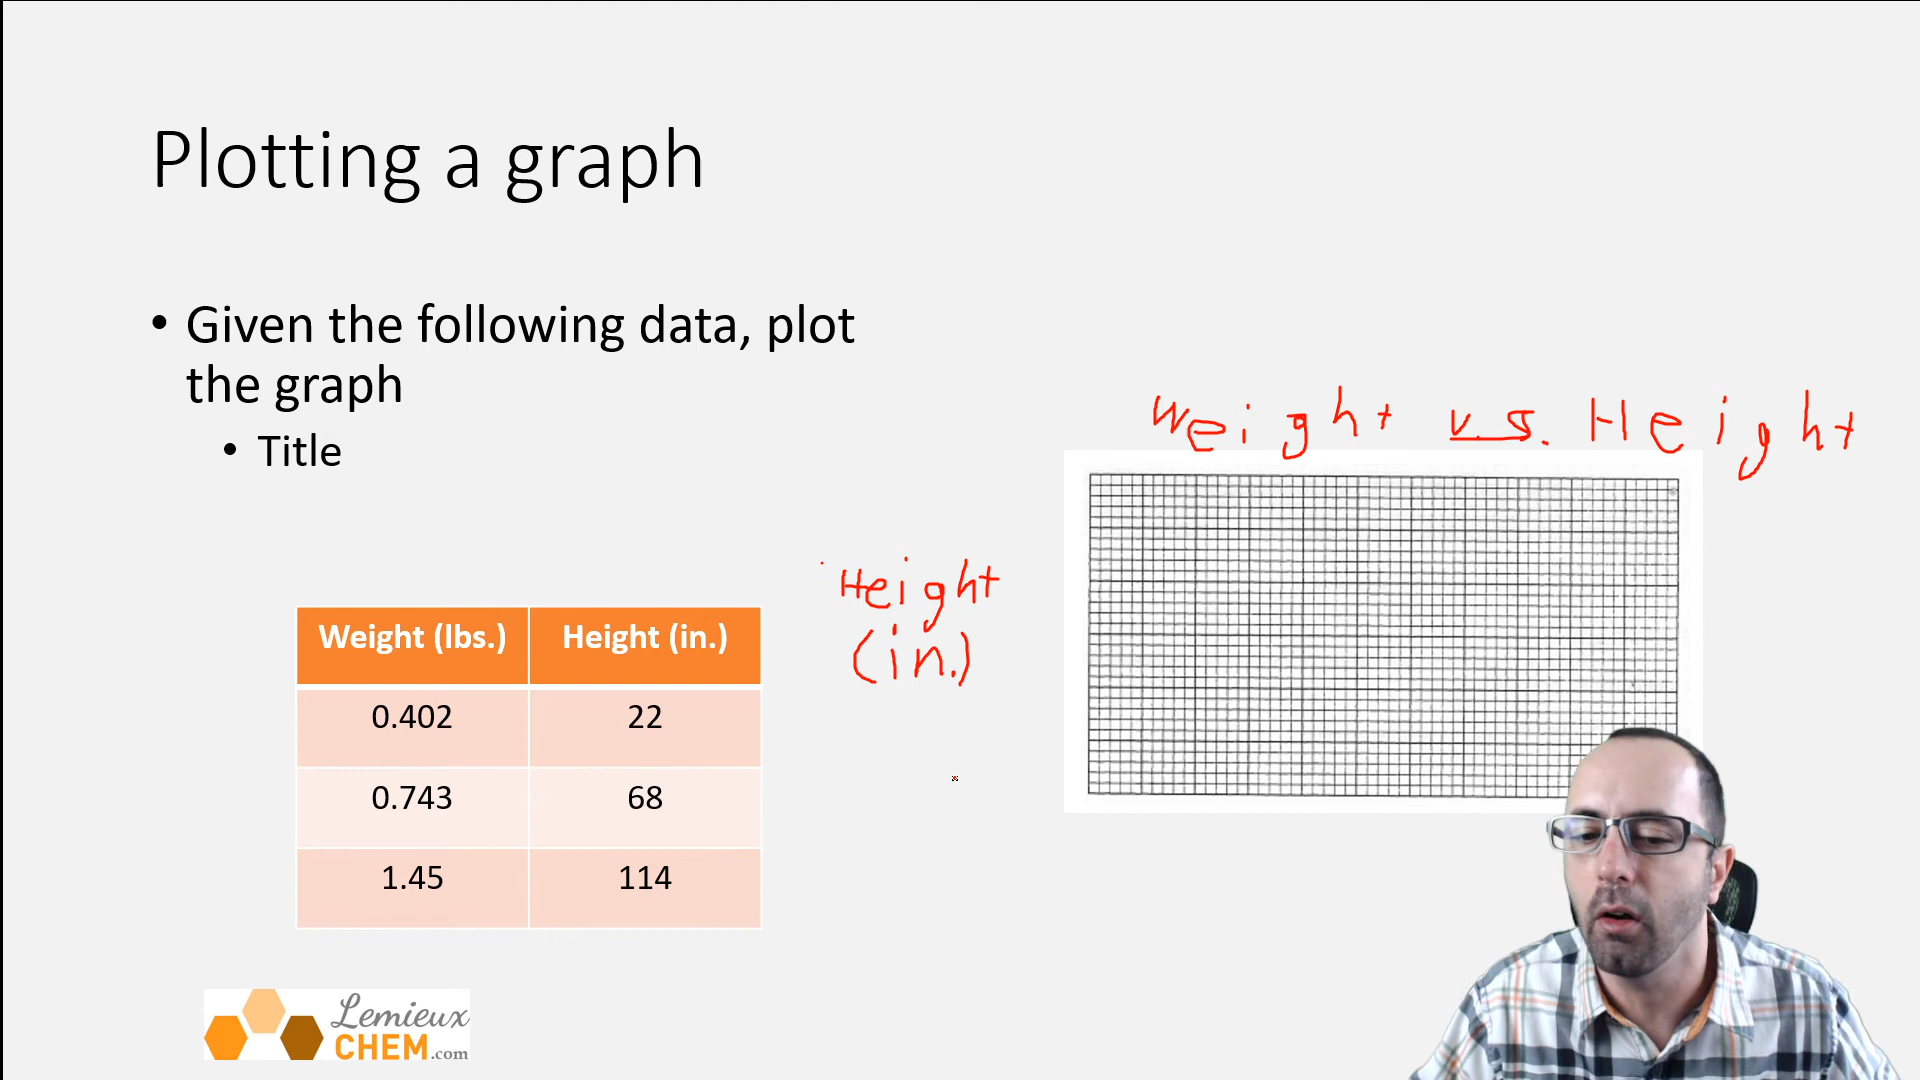 Plotting a graph
• Given the following data, plot
the graph
• Title
Weight v.s. Height
Height
(in.)
Weight (lbs.) Height (in.)
0.402 22
0.743 68
1.45 114
Lemieux
CHEM.com